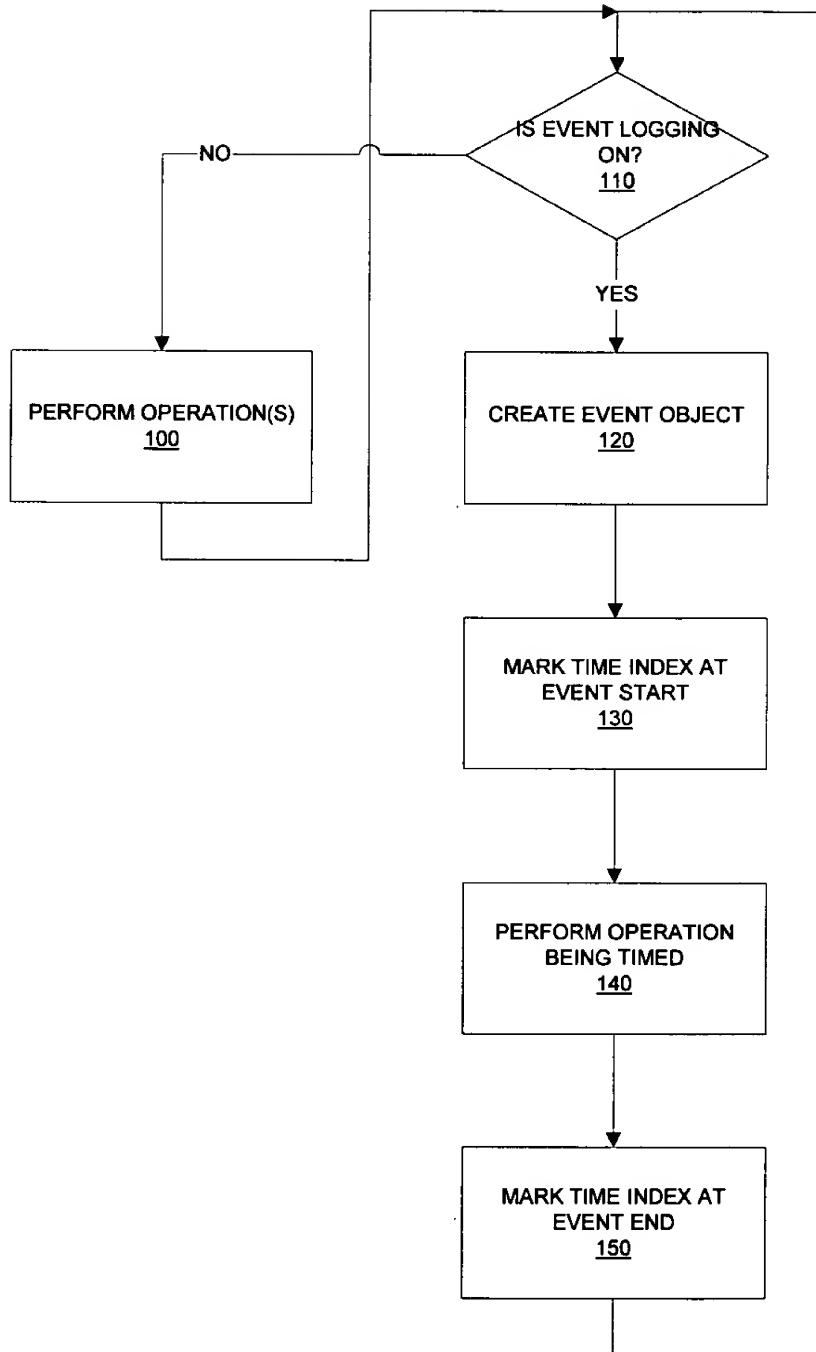 IS EVENT LOGGING
ON?
110
NO
YES
PERFORM OPERATION(S)
100
CREATE EVENT OBJECT
120
MARK TIME INDEX AT
EVENT START
130
PERFORM OPERATION
BEING TIMED
140
MARK TIME INDEX AT
EVENT END
150